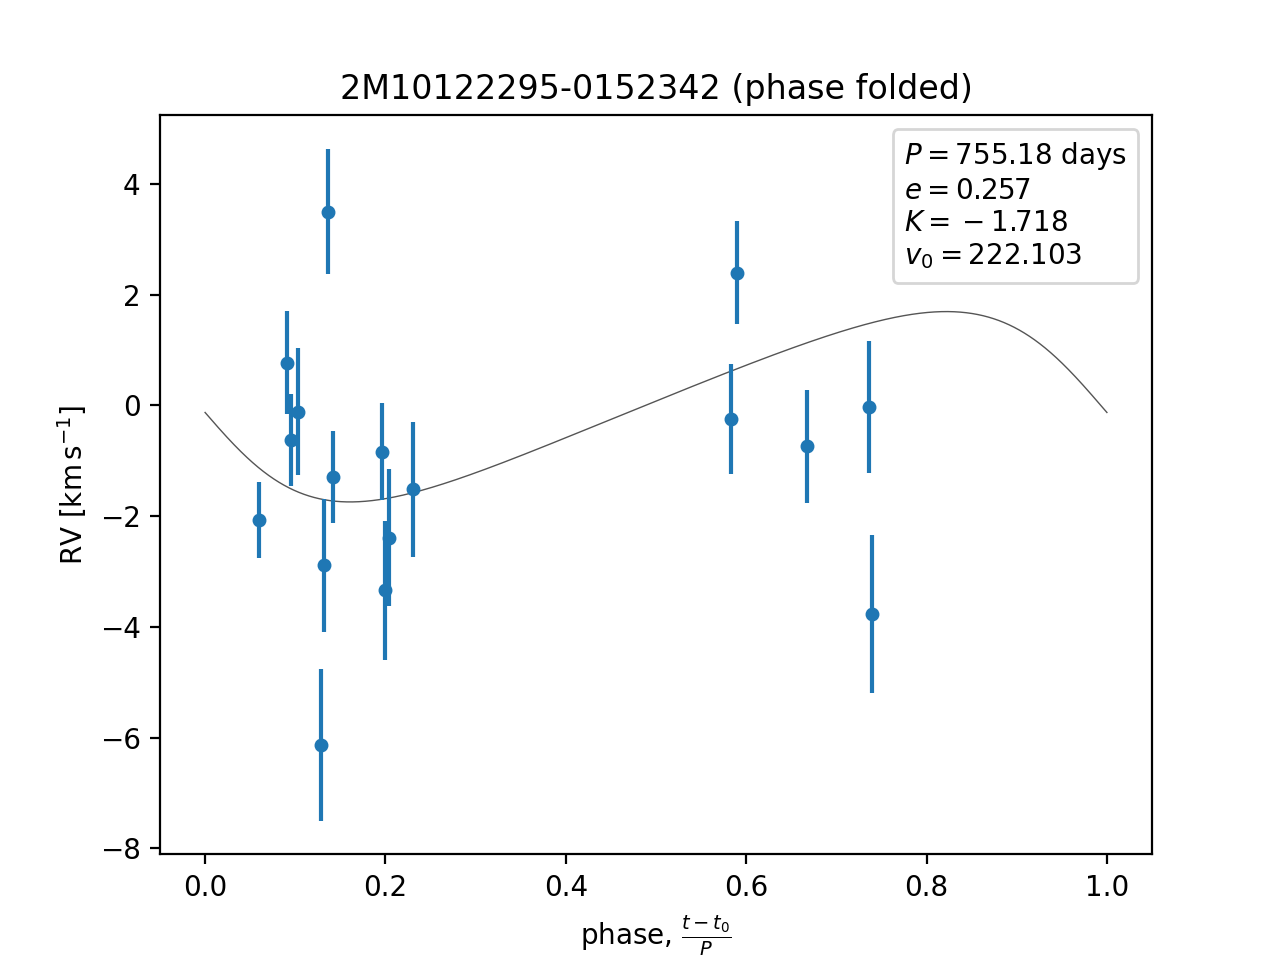 2M10122295-0152342 (phase folded)
P = 755.18 days
e = 0.257
K = − 1.718
v₀ = 222.103
RV [km s⁻¹]
4
2
0
−2
−4
−6
−8
0.0 0.2 0.4 0.6 0.8 1.0
phase, (t − t₀)/P